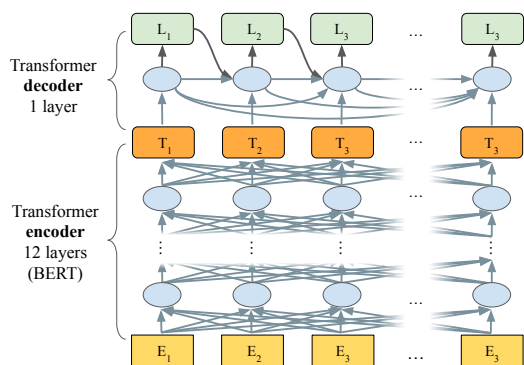 L1 L2 L3 ... L3
Transformer
decoder
1 layer
...
T1 T2 T3 ... T3
Transformer
encoder
12 layers
(BERT)
...
⋮ ⋮ ⋮ ... ⋮
...
E1 E2 E3 ... E3